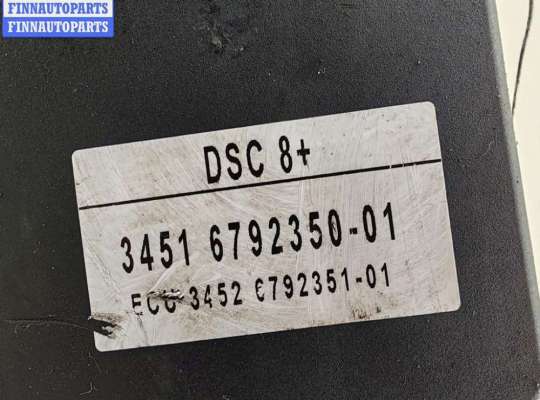 FINNAUTOPARTS
FINNAUTOPARTS
DSC 8+
3451 6792350-01
ECU 3452 6792351-01